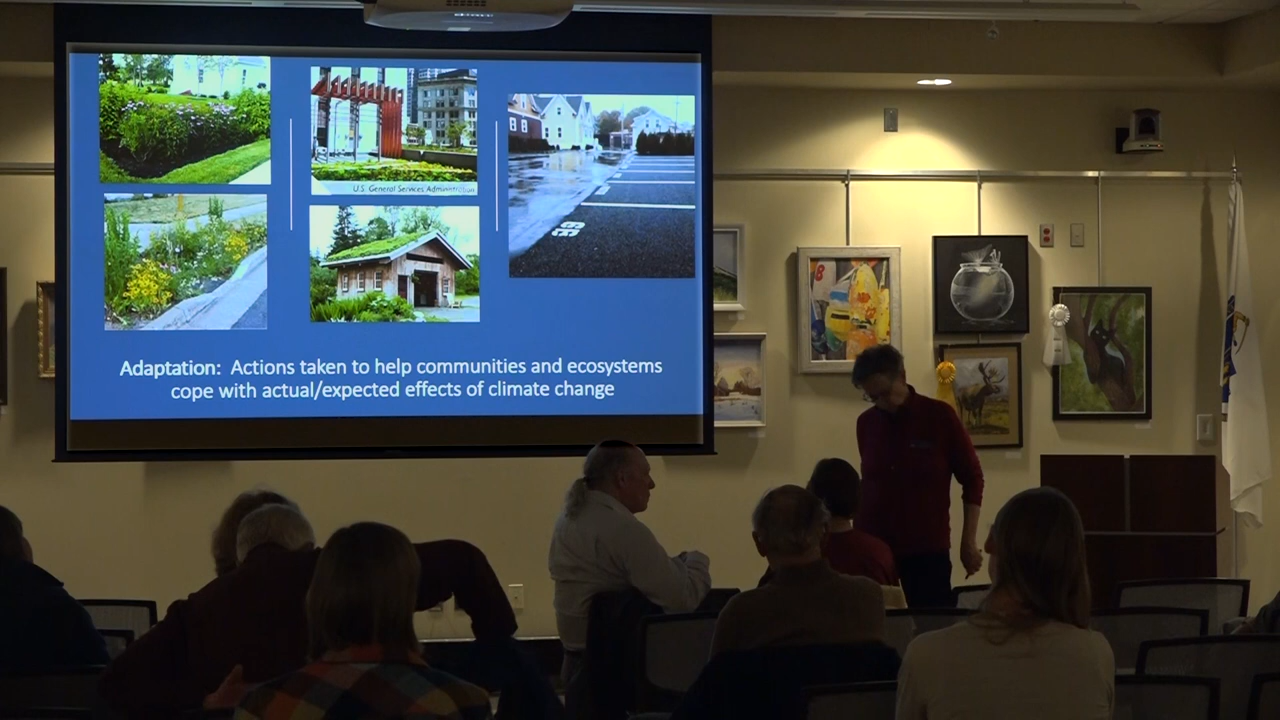 U.S. General Services Administration
Adaptation: Actions taken to help communities and ecosystems
cope with actual/expected effects of climate change